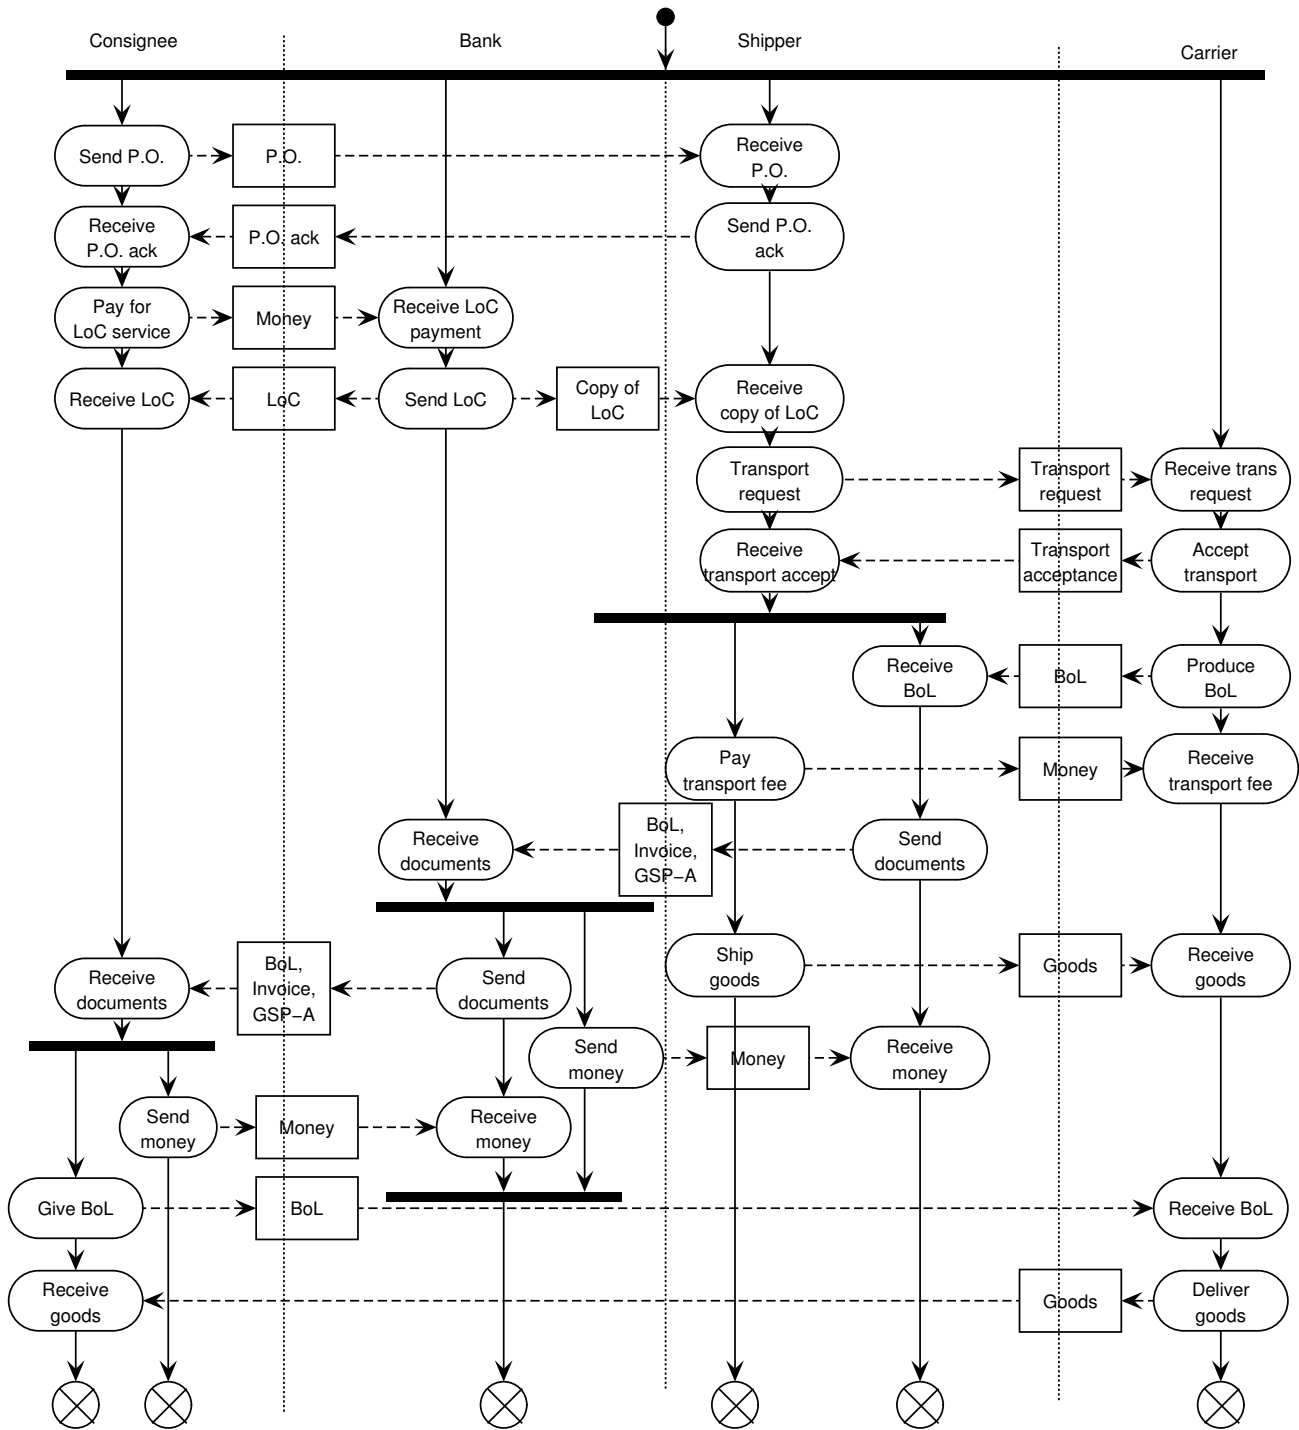 Consignee
Bank
Shipper
Carrier
Send P.O.
P.O.
Receive
P.O.
Receive
P.O. ack
P.O. ack
Send P.O.
ack
Pay for
LoC service
Money
Receive LoC
payment
Receive LoC
LoC
Send LoC
Copy of
LoC
Receive
copy of LoC
Transport
request
Transport
request
Receive trans
request
Receive
transport accept
Transport
acceptance
Accept
transport
Receive
BoL
BoL
Produce
BoL
Pay
transport fee
Money
Receive
transport fee
Receive
documents
BoL,
Invoice,
GSP–A
Send
documents
Receive
documents
BoL,
Invoice,
GSP–A
Send
documents
Ship
goods
Goods
Receive
goods
Send
money
Money
Receive
money
Send
money
Money
Receive
money
Give BoL
BoL
Receive BoL
Receive
goods
Goods
Deliver
goods